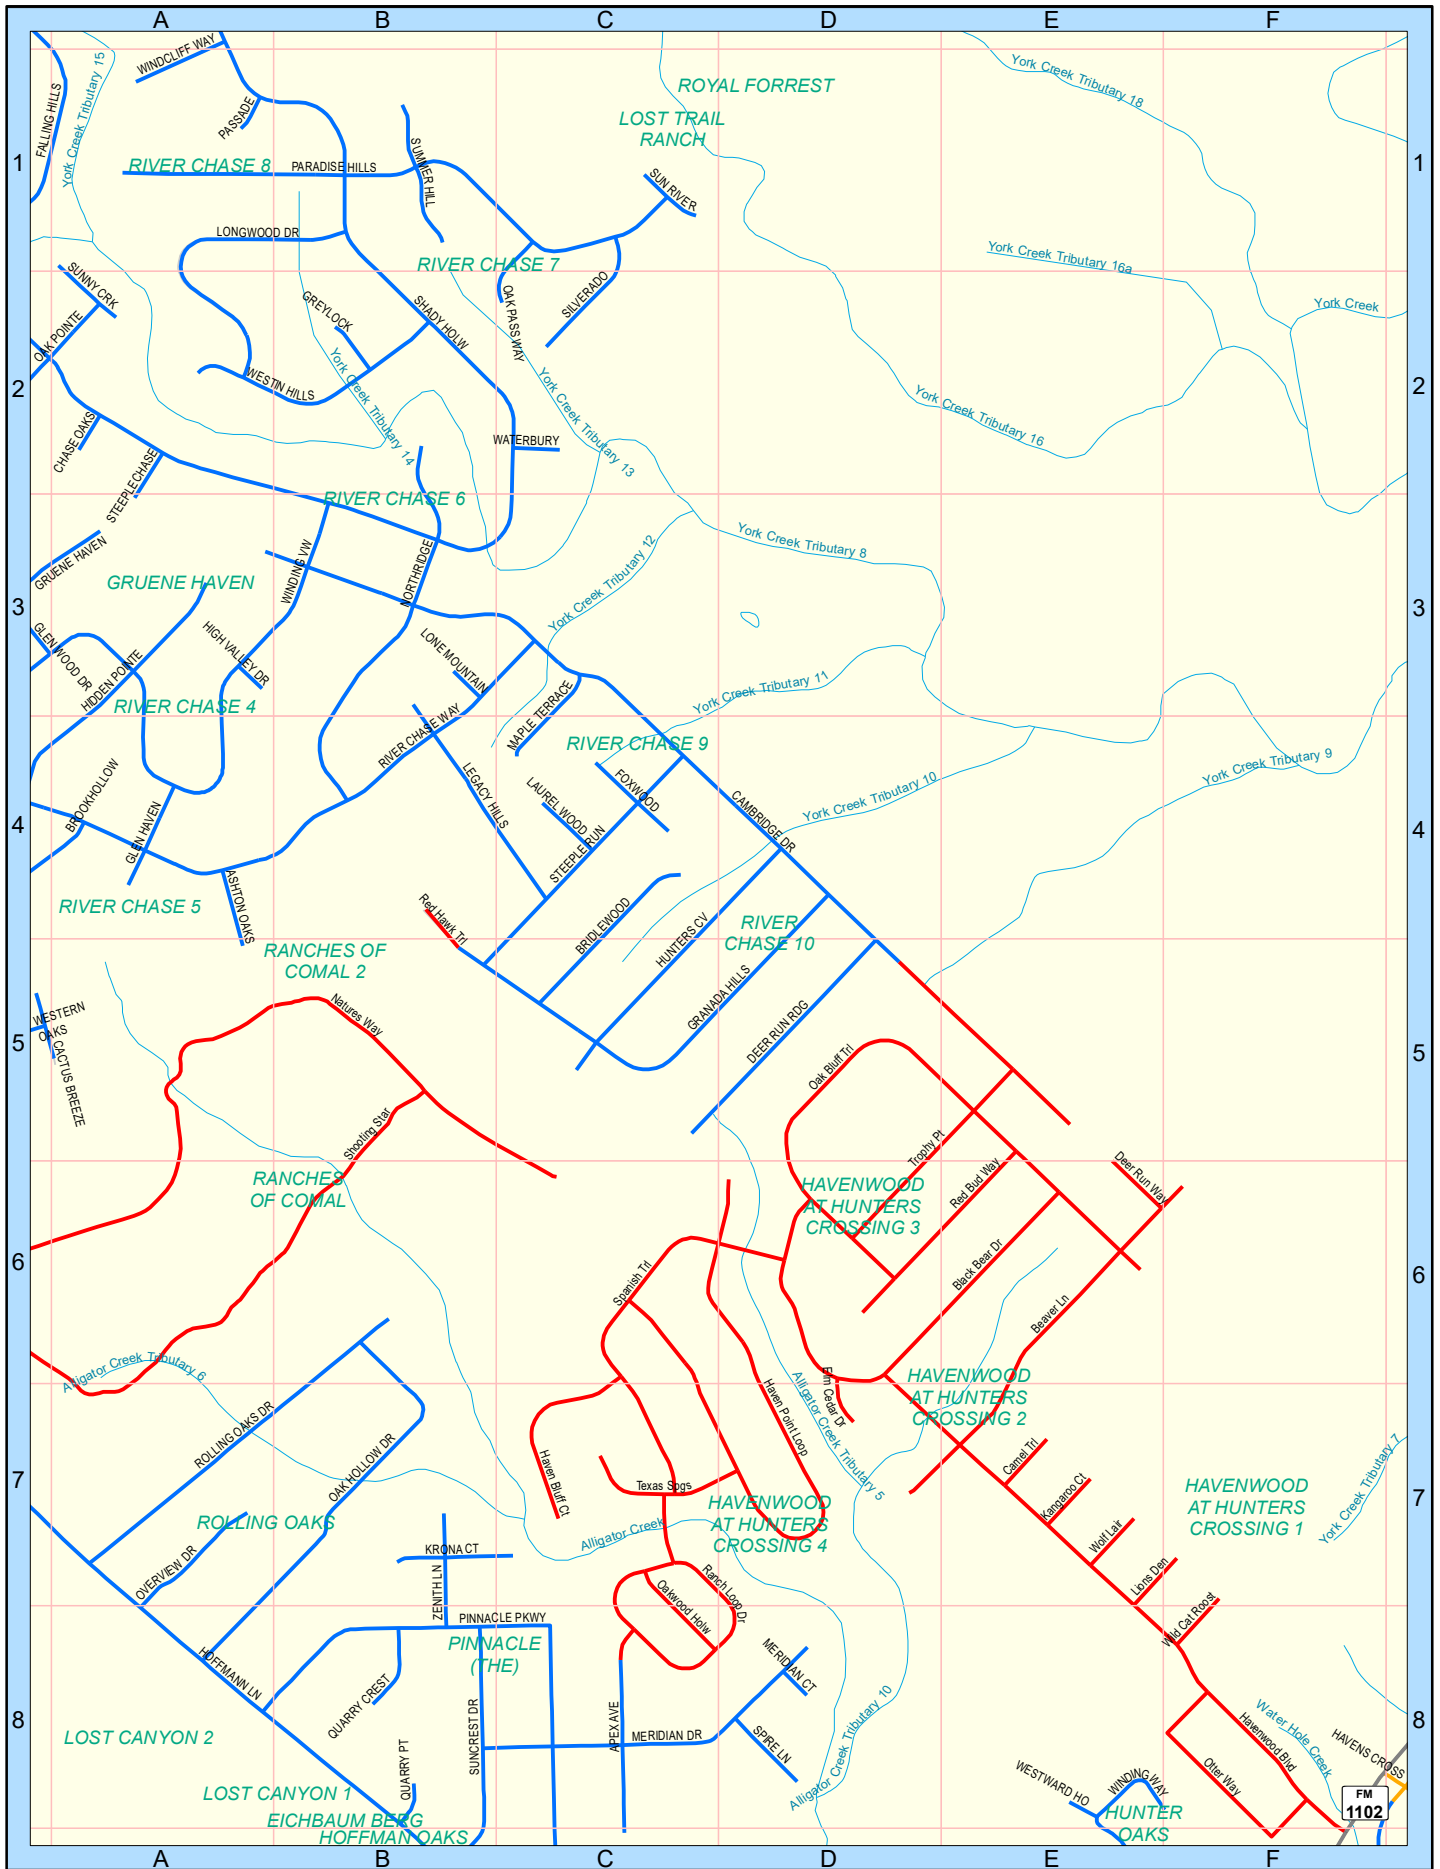 A B C D E F
WINDCLIFF WAY
York Creek Tributary 15
FALLING HILLS
PASSADE
ROYAL FORREST
LOST TRAIL
RANCH
York Creek Tributary 18
1
RIVER CHASE 8
PARADISE HILLS
SUMMER HILL
SUN RIVER
1
LONGWOOD DR
RIVER CHASE 7
York Creek Tributary 16a
SUNNY CRK
OAK POINTE
GREYLOCK
SHADY HOLW
OAK PASS WAY
SILVERADO
York Creek
2
WESTIN HILLS
York Creek Tributary 14
York Creek Tributary 13
York Creek Tributary 16
2
CHASE OAKS
STEEPLECHASE
WATERBURY
RIVER CHASE 6
GRUENE HAVEN
GRUENE HAVEN
WINDING VW
NORTHRIDGE
York Creek Tributary 12
York Creek Tributary 8
3
3
GLENWOOD DR
HIDDEN POINTE
HIGH VALLEY DR
LONE MOUNTAIN
RIVER CHASE 4
RIVER CHASE WAY
MAPLE TERRACE
York Creek Tributary 11
RIVER CHASE 9
York Creek Tributary 9
BROOKHOLLOW
GLEN HAVEN
LEGACY HILLS
LAURELWOOD
FOXWOOD
CAMBRIDGE DR
York Creek Tributary 10
4
4
STEEPLE RUN
RIVER CHASE 5
ASHTON OAKS
Red Hawk Trl
BRIDLEWOOD
HUNTERS CV
RIVER
CHASE 10
RANCHES OF
COMAL 2
GRANADA HILLS
DEER RUN RDG
WESTERN
OAKS
CACTUS BREEZE
Natures Way
5
5
Oak Bluff Trl
Shooting Star
Trophy Pt
Red Bud Way
Deer Run Way
RANCHES
OF COMAL
HAVENWOOD
AT HUNTERS
CROSSING 3
6
6
Spanish Trl
Black Bear Dr
Beaver Ln
Alligator Creek Tributary 6
Elm Cedar Dr
HAVENWOOD
AT HUNTERS
CROSSING 2
ROLLING OAKS DR
OAK HOLLOW DR
Haven Point Loop
Alligator Creek Tributary 5
Haven Bluff Ct
Texas Spgs
Camel Trl
Kangaroo Ct
7
7
HAVENWOOD
AT HUNTERS
CROSSING 4
HAVENWOOD
AT HUNTERS
CROSSING 1
York Creek Tributary 7
ROLLING OAKS
Alligator Creek
Wolf Lair
Lions Den
OVERVIEW DR
KRONA CT
ZENITH LN
Oakwood Holw
Ranch Loop Dr
Wild Cat Roost
PINNACLE PKWY
PINNACLE
(THE)
HOFFMANN LN
QUARRY CREST
SUNCREST DR
APEX AVE
MERIDIAN DR
MERIDIAN CT
SPIRE LN
Alligator Creek Tributary 10
8
8
LOST CANYON 2
QUARRY PT
Water Hole Creek
Havenwood Blvd
Otter Way
HAVENS CROSS
WESTWARD HO
WINDING WAY
LOST CANYON 1
EICHBAUM BERG
HOFFMAN OAKS
HUNTER
OAKS
FM
1102
A B C D E F